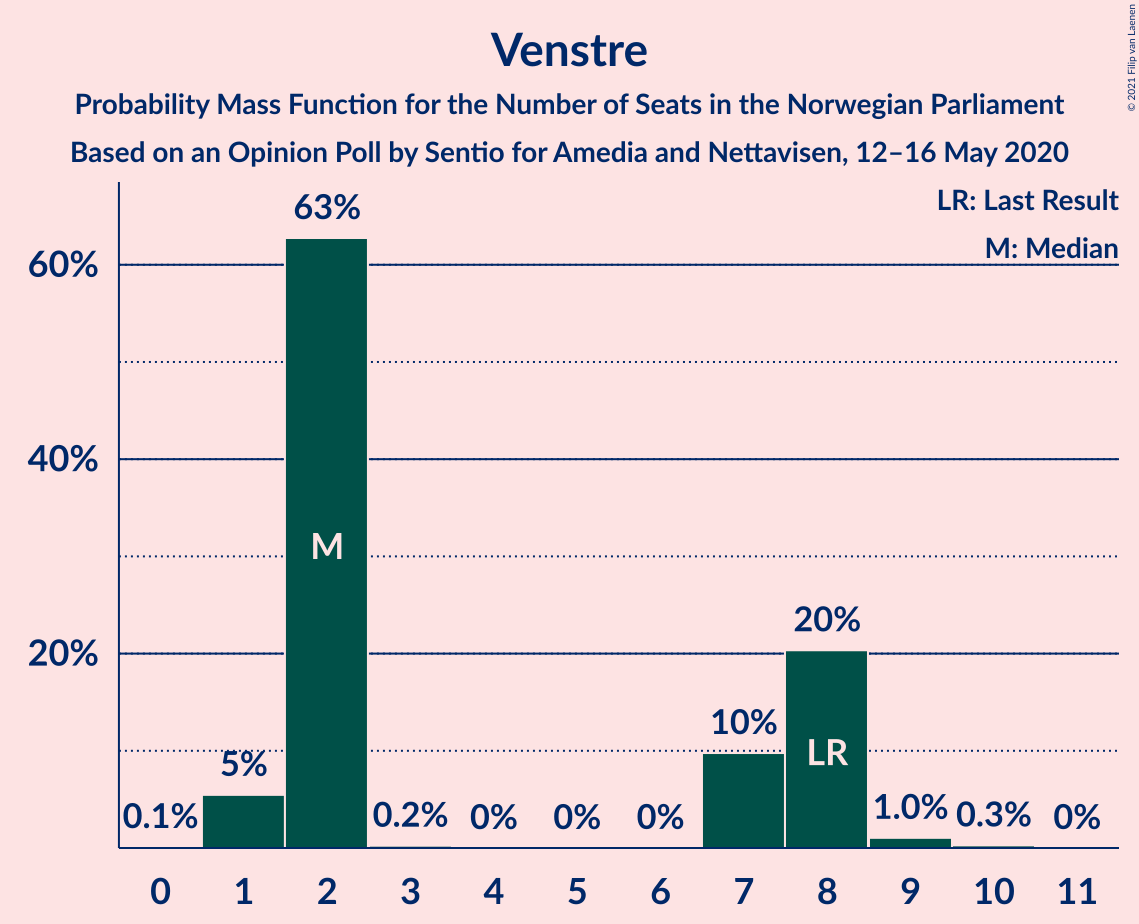 Venstre
Probability Mass Function for the Number of Seats in the Norwegian Parliament
Based on an Opinion Poll by Sentio for Amedia and Nettavisen, 12–16 May 2020
© 2021 Filip van Laenen
LR: Last Result
M: Median
60%
40%
20%
0.1%
5%
63%
0.2%
0%
0%
0%
10%
20%
1.0%
0.3%
0%
M
LR
0 1 2 3 4 5 6 7 8 9 10 11